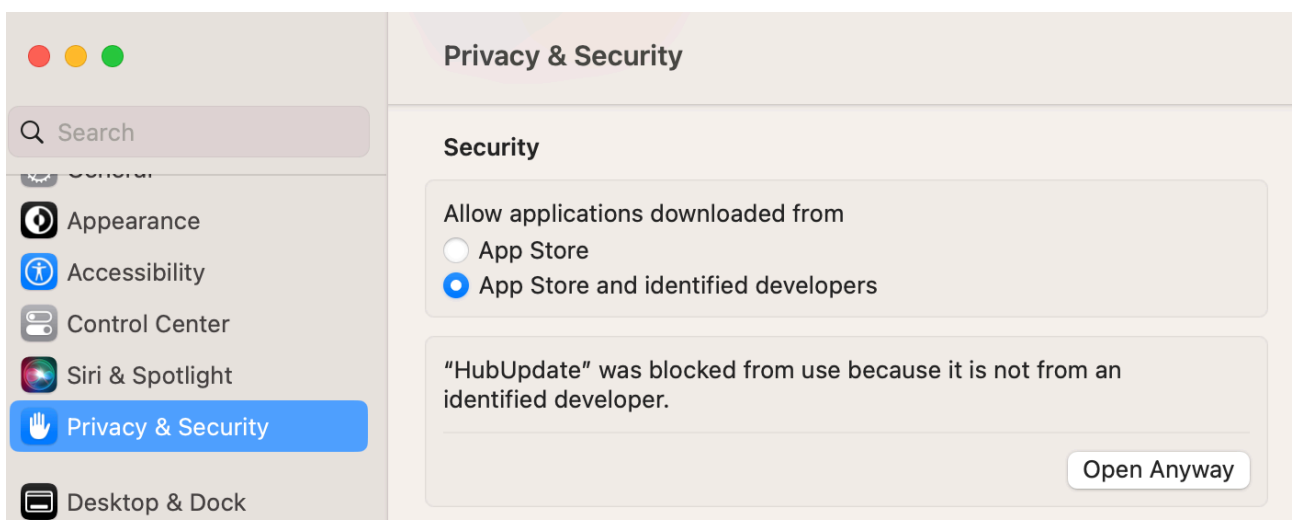 Search
General
Appearance
Accessibility
Control Center
Siri & Spotlight
Privacy & Security
Desktop & Dock
Privacy & Security
Security
Allow applications downloaded from
App Store
App Store and identified developers
“HubUpdate” was blocked from use because it is not from an
identified developer.
Open Anyway